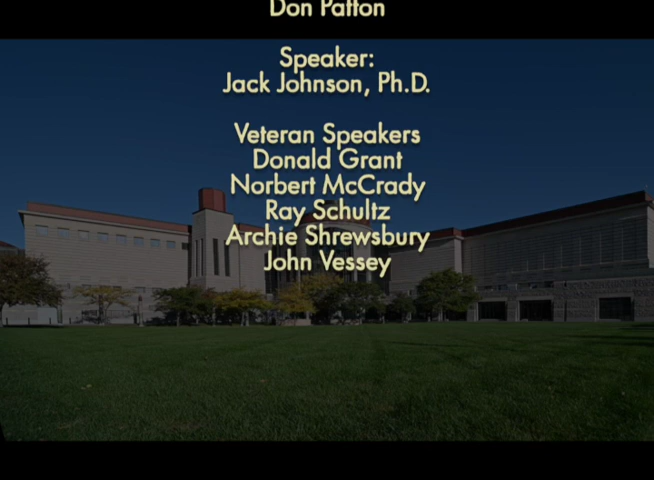 Don Patton
Speaker:
Jack Johnson, Ph.D.
Veteran Speakers
Donald Grant
Norbert McCrady
Ray Schultz
Archie Shrewsbury
John Vessey